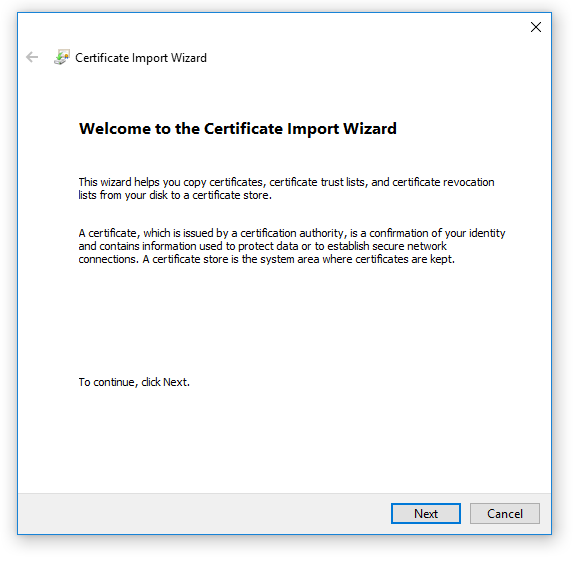 Certificate Import Wizard
Welcome to the Certificate Import Wizard
This wizard helps you copy certificates, certificate trust lists, and certificate revocation
lists from your disk to a certificate store.
A certificate, which is issued by a certification authority, is a confirmation of your identity
and contains information used to protect data or to establish secure network
connections. A certificate store is the system area where certificates are kept.
To continue, click Next.
Next
Cancel